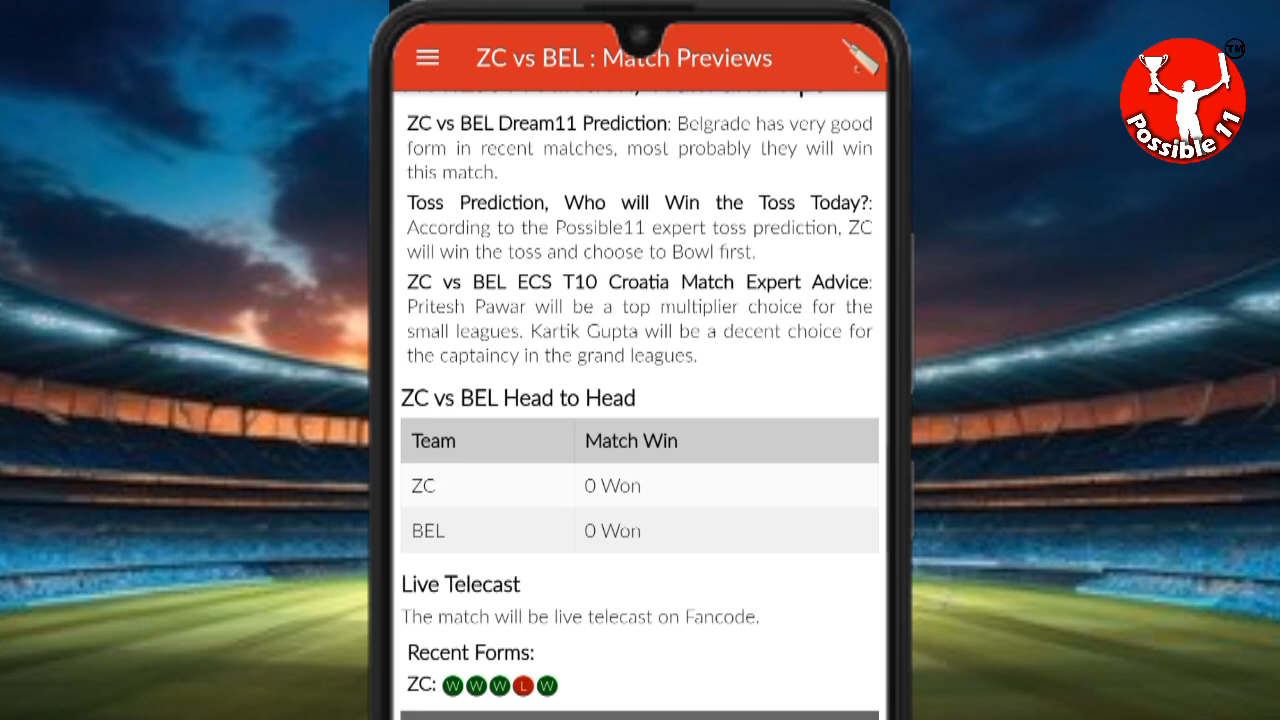 ZC vs BEL : Match Previews
TM
Possible 11
ZC vs BEL Dream11 Prediction: Belgrade has very good
form in recent matches, most probably they will win
this match.
Toss Prediction, Who will Win the Toss Today?:
According to the Possible11 expert toss prediction, ZC
will win the toss and choose to Bowl first.
ZC vs BEL ECS T10 Croatia Match Expert Advice:
Pritesh Pawar will be a top multiplier choice for the
small leagues. Kartik Gupta will be a decent choice for
the captaincy in the grand leagues.
ZC vs BEL Head to Head
Team Match Win
ZC 0 Won
BEL 0 Won
Live Telecast
The match will be live telecast on Fancode.
Recent Forms:
ZC: W W W L W